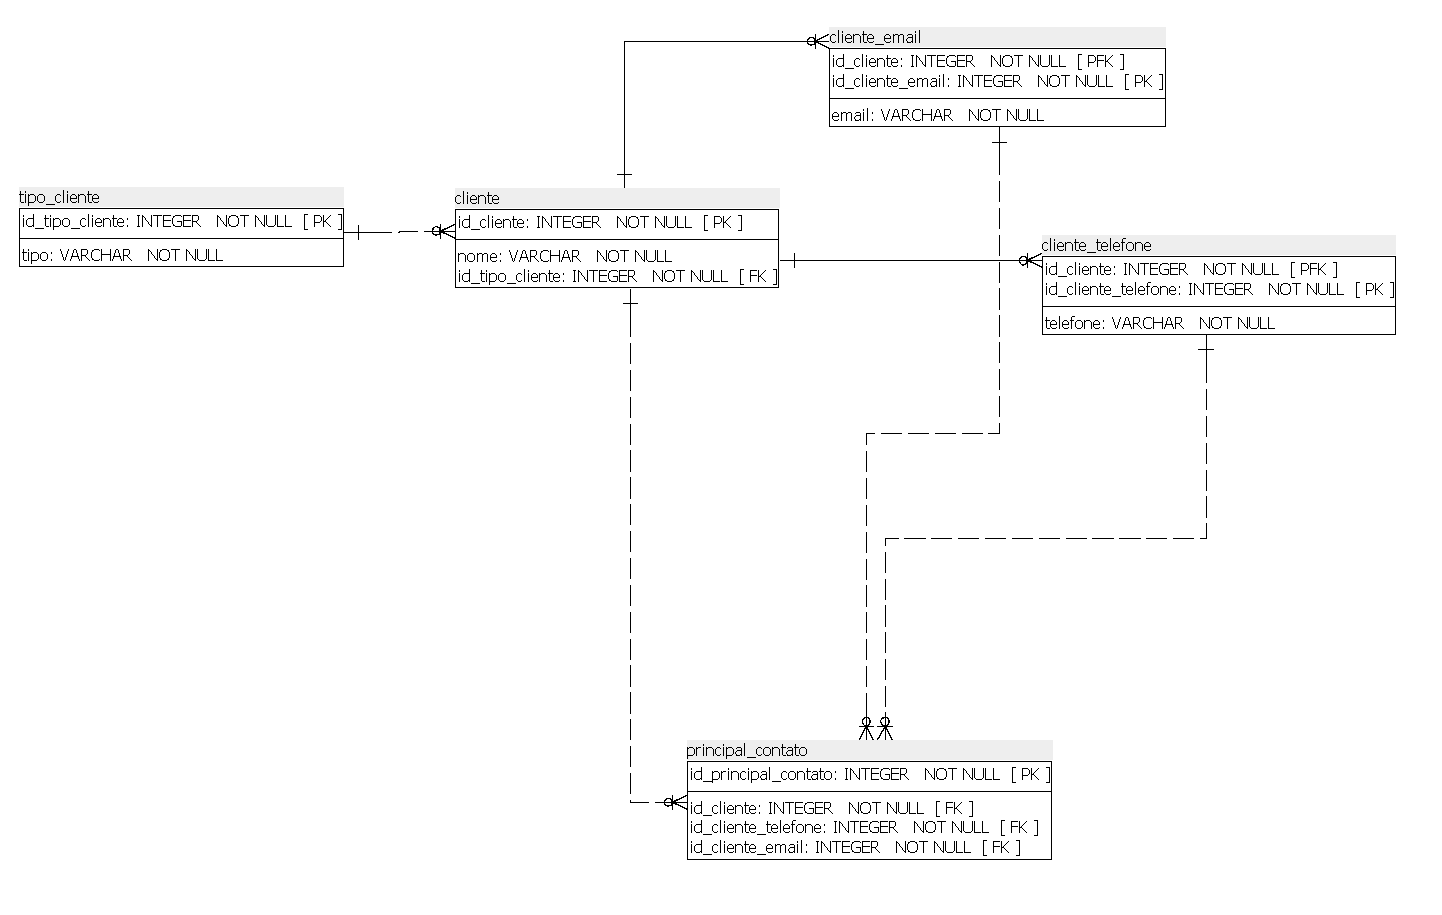 cliente_email
id_cliente: INTEGER NOT NULL [ PFK ]
id_cliente_email: INTEGER NOT NULL [ PK ]
email: VARCHAR NOT NULL
tipo_cliente
id_tipo_cliente: INTEGER NOT NULL [ PK ]
tipo: VARCHAR NOT NULL
cliente
id_cliente: INTEGER NOT NULL [ PK ]
nome: VARCHAR NOT NULL
id_tipo_cliente: INTEGER NOT NULL [ FK ]
cliente_telefone
id_cliente: INTEGER NOT NULL [ PFK ]
id_cliente_telefone: INTEGER NOT NULL [ PK ]
telefone: VARCHAR NOT NULL
principal_contato
id_principal_contato: INTEGER NOT NULL [ PK ]
id_cliente: INTEGER NOT NULL [ FK ]
id_cliente_telefone: INTEGER NOT NULL [ FK ]
id_cliente_email: INTEGER NOT NULL [ FK ]